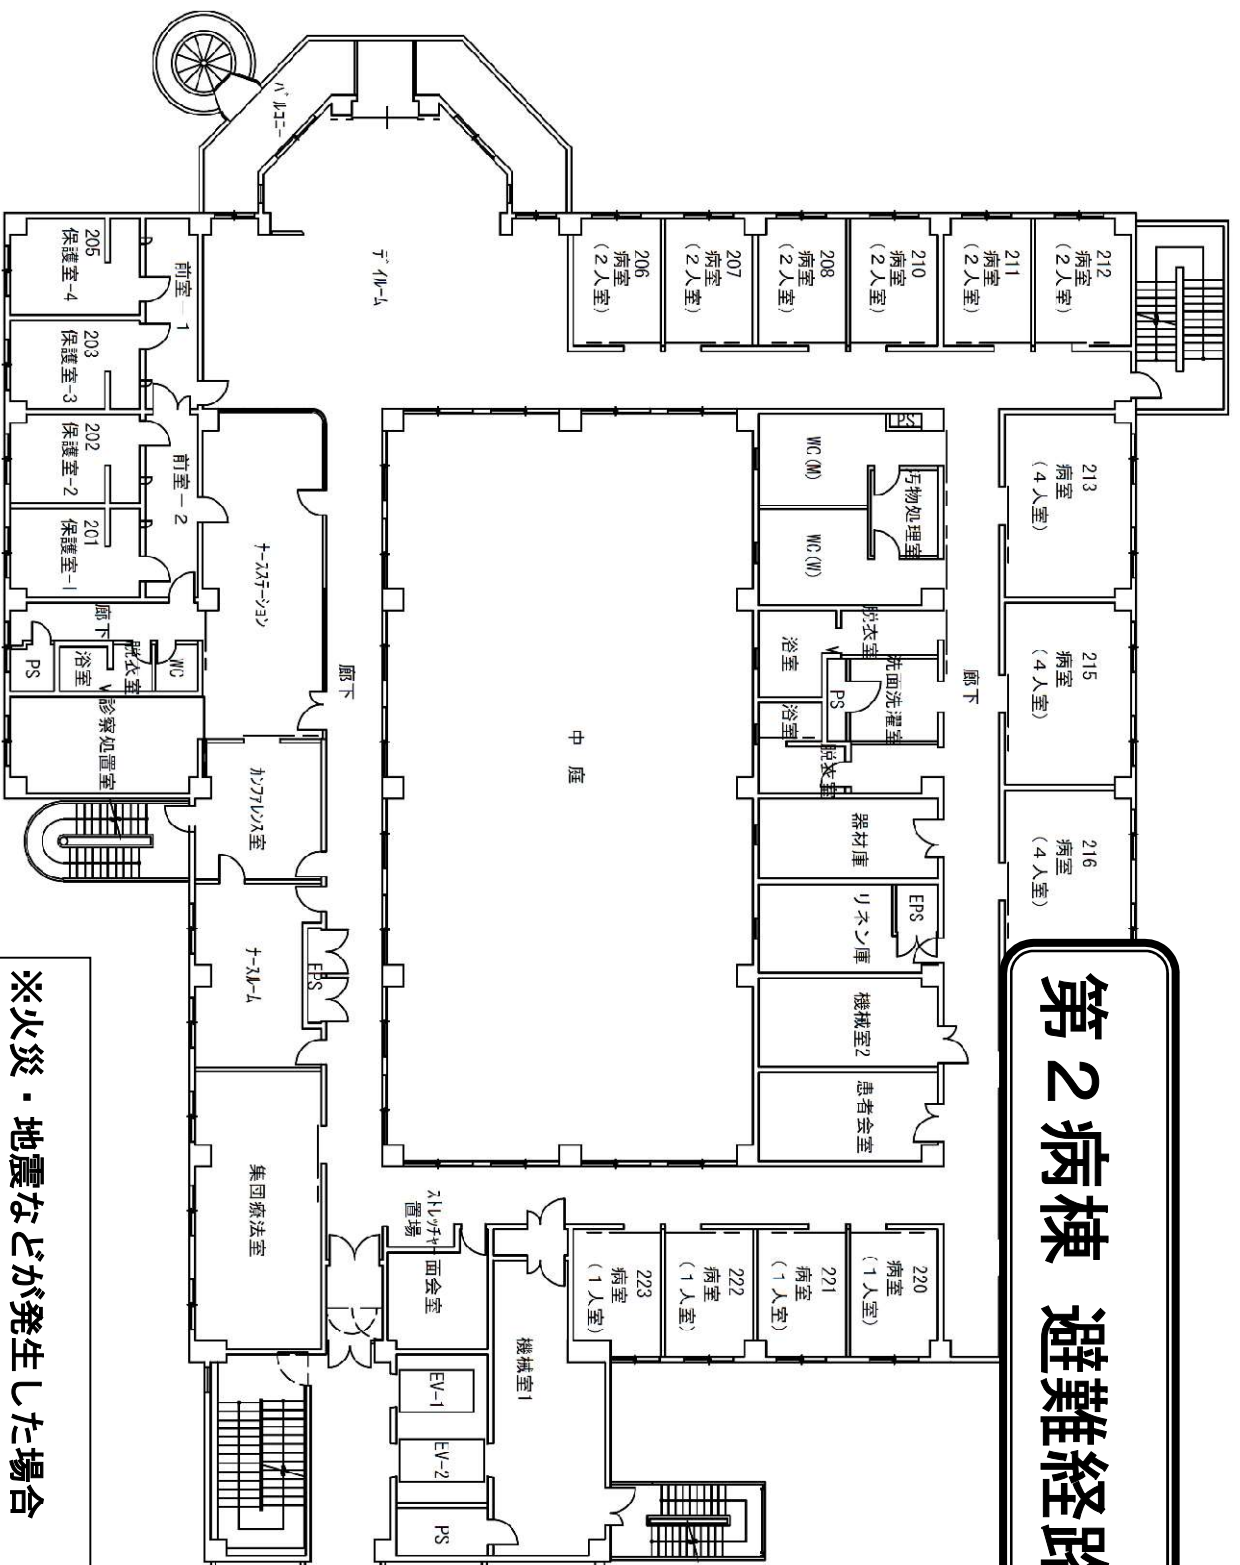 第２病棟 避難経路
212
病室
(２人室)
211
病室
(２人室)
210
病室
(２人室)
208
病室
(２人室)
207
病室
(２人室)
206
病室
(２人室)
213
病室
(４人室)
215
病室
(４人室)
216
病室
(４人室)
廊下
PS
汚物処理室
WC(M)
WC(W)
脱衣室
浴室
洗面洗濯室
PS
浴室
脱衣室
器材庫
EPS
リネン庫
機械室2
患者会室
220
病室
(１人室)
221
病室
(１人室)
222
病室
(１人室)
223
病室
(１人室)
中 庭
機械室1
ストレッチャー
置場
面会室
EV-1
EV-2
PS
バルコニー
デイルーム
廊下
ナースステーション
カンファレンス室
ナースルーム
EPS
集団療法室
前室-1
前室-2
205
保護室-4
203
保護室-3
202
保護室-2
201
保護室-1
廊下
WC
脱衣室
浴室
PS
診察処置室
※火災・地震などが発生した場合